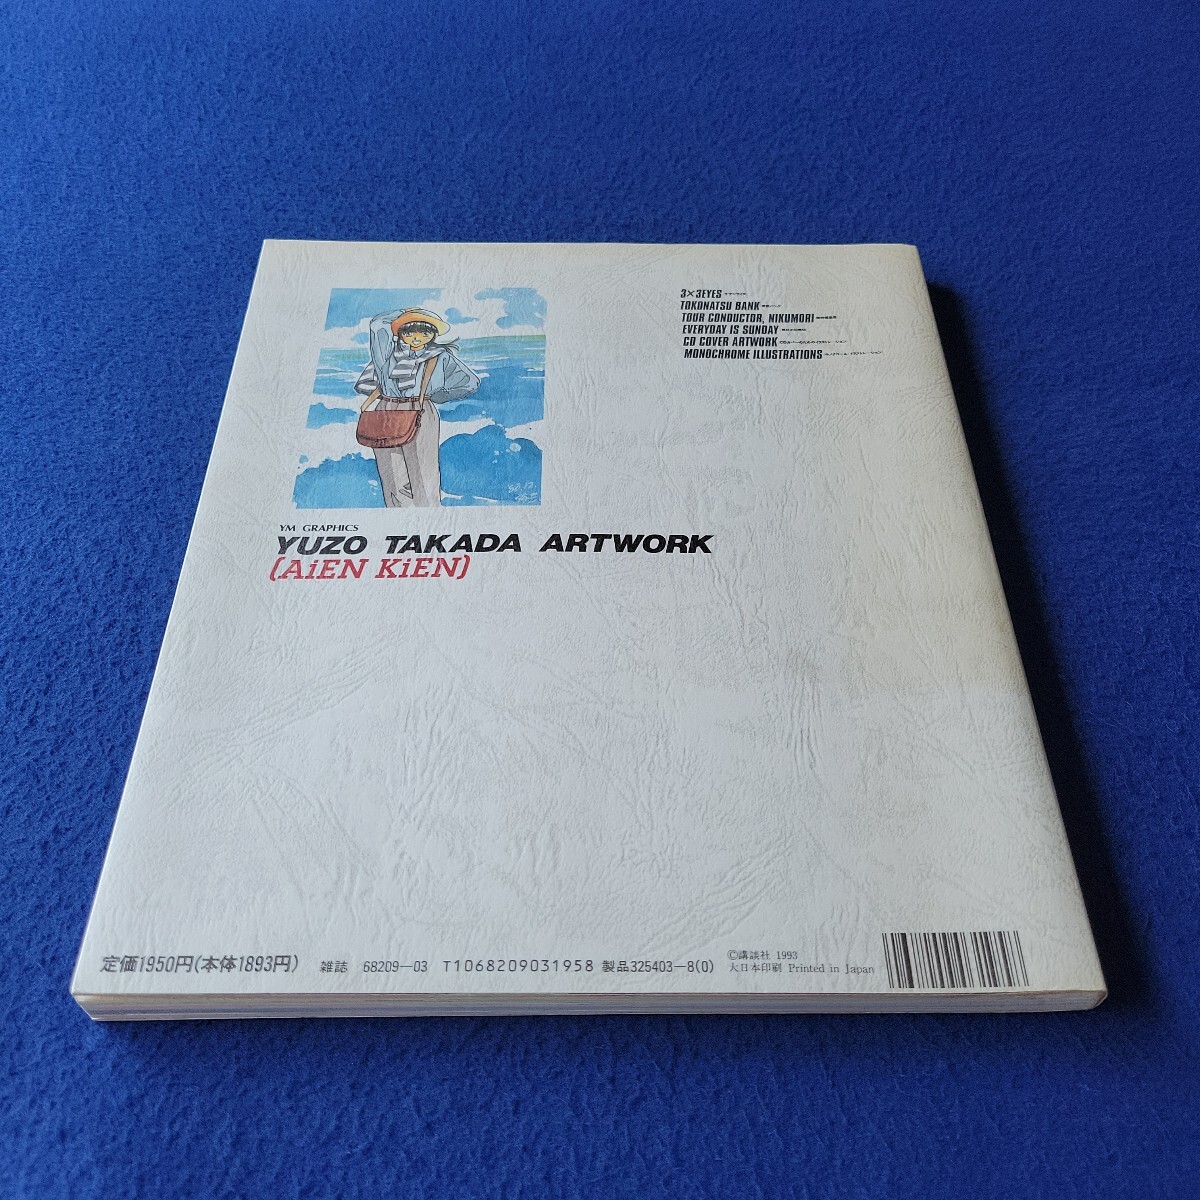 3×3EYES
TOKONATSU BANK
TOUR CONDUCTOR, NIKUMORI
EVERYDAY IS SUNDAY
CD COVER ARTWORK
MONOCHROME ILLUSTRATIONS
YM GRAPHICS
YUZO TAKADA ARTWORK
(AiEN KiEN)
定価1950円(本体1893円) 雑誌 68209—03 T1068209031958 製品325403-8(0)
©講談社 1993
大日本印刷 Printed in Japan